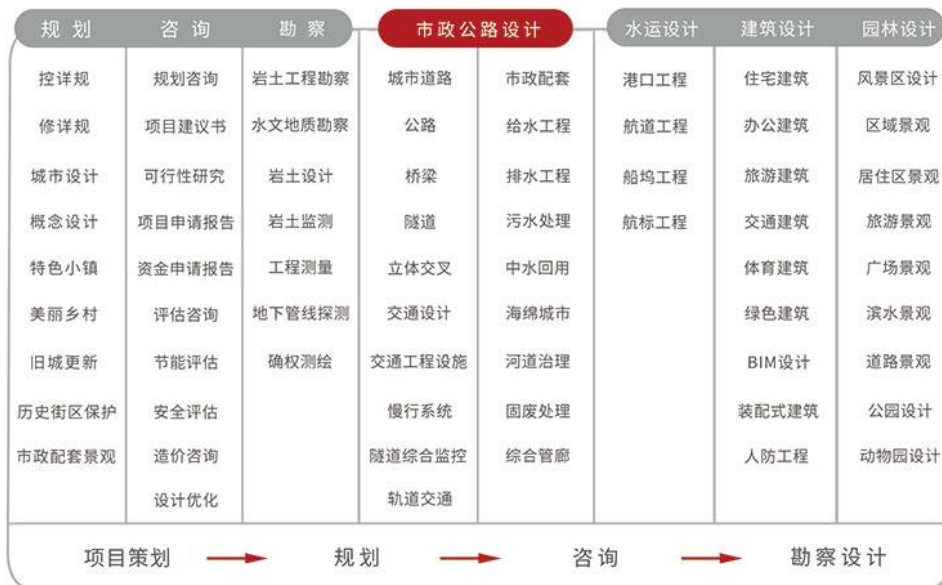 规划 咨询 勘察 市政公路设计 水运设计 建筑设计 园林设计
控详规 规划咨询 岩土工程勘察 城市道路 市政配套 港口工程 住宅建筑 风景区设计
修详规 项目建议书 水文地质勘察 公路 给水工程 航道工程 办公建筑 区域景观
城市设计 可行性研究 岩土设计 桥梁 排水工程 船坞工程 旅游建筑 居住区景观
概念设计 项目申请报告 岩土监测 隧道 污水处理 航标工程 交通建筑 旅游景观
特色小镇 资金申请报告 工程测量 立体交叉 中水回用 体育建筑 广场景观
美丽乡村 评估咨询 地下管线探测 交通设计 海绵城市 绿色建筑 滨水景观
旧城更新 节能评估 确权测绘 交通工程设施 河道治理 BIM设计 道路景观
历史街区保护 安全评估 慢行系统 固废处理 装配式建筑 公园设计
市政配套景观 造价咨询 隧道综合监控 综合管廊 人防工程 动物园设计
设计优化 轨道交通
项目策划 规划 咨询 勘察设计